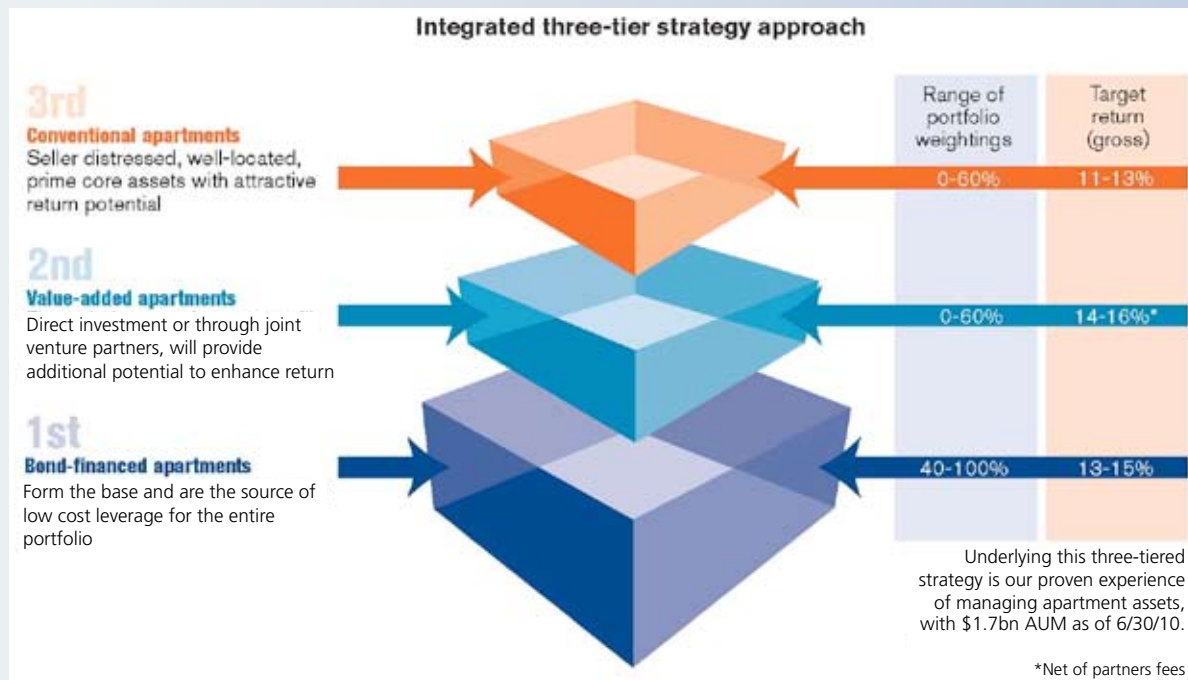 Integrated three-tier strategy approach
3rd
Conventional apartments
Seller distressed, well-located,
prime core assets with attractive
return potential
Range of
portfolio
weightings
Target
return
(gross)
0-60%
11-13%
2nd
Value-added apartments
Direct investment or through joint
venture partners, will provide
additional potential to enhance return
0-60%
14-16%*
1st
Bond-financed apartments
Form the base and are the source of
low cost leverage for the entire
portfolio
40-100%
13-15%
Underlying this three-tiered
strategy is our proven experience
of managing apartment assets,
with $1.7bn AUM as of 6/30/10.
*Net of partners fees